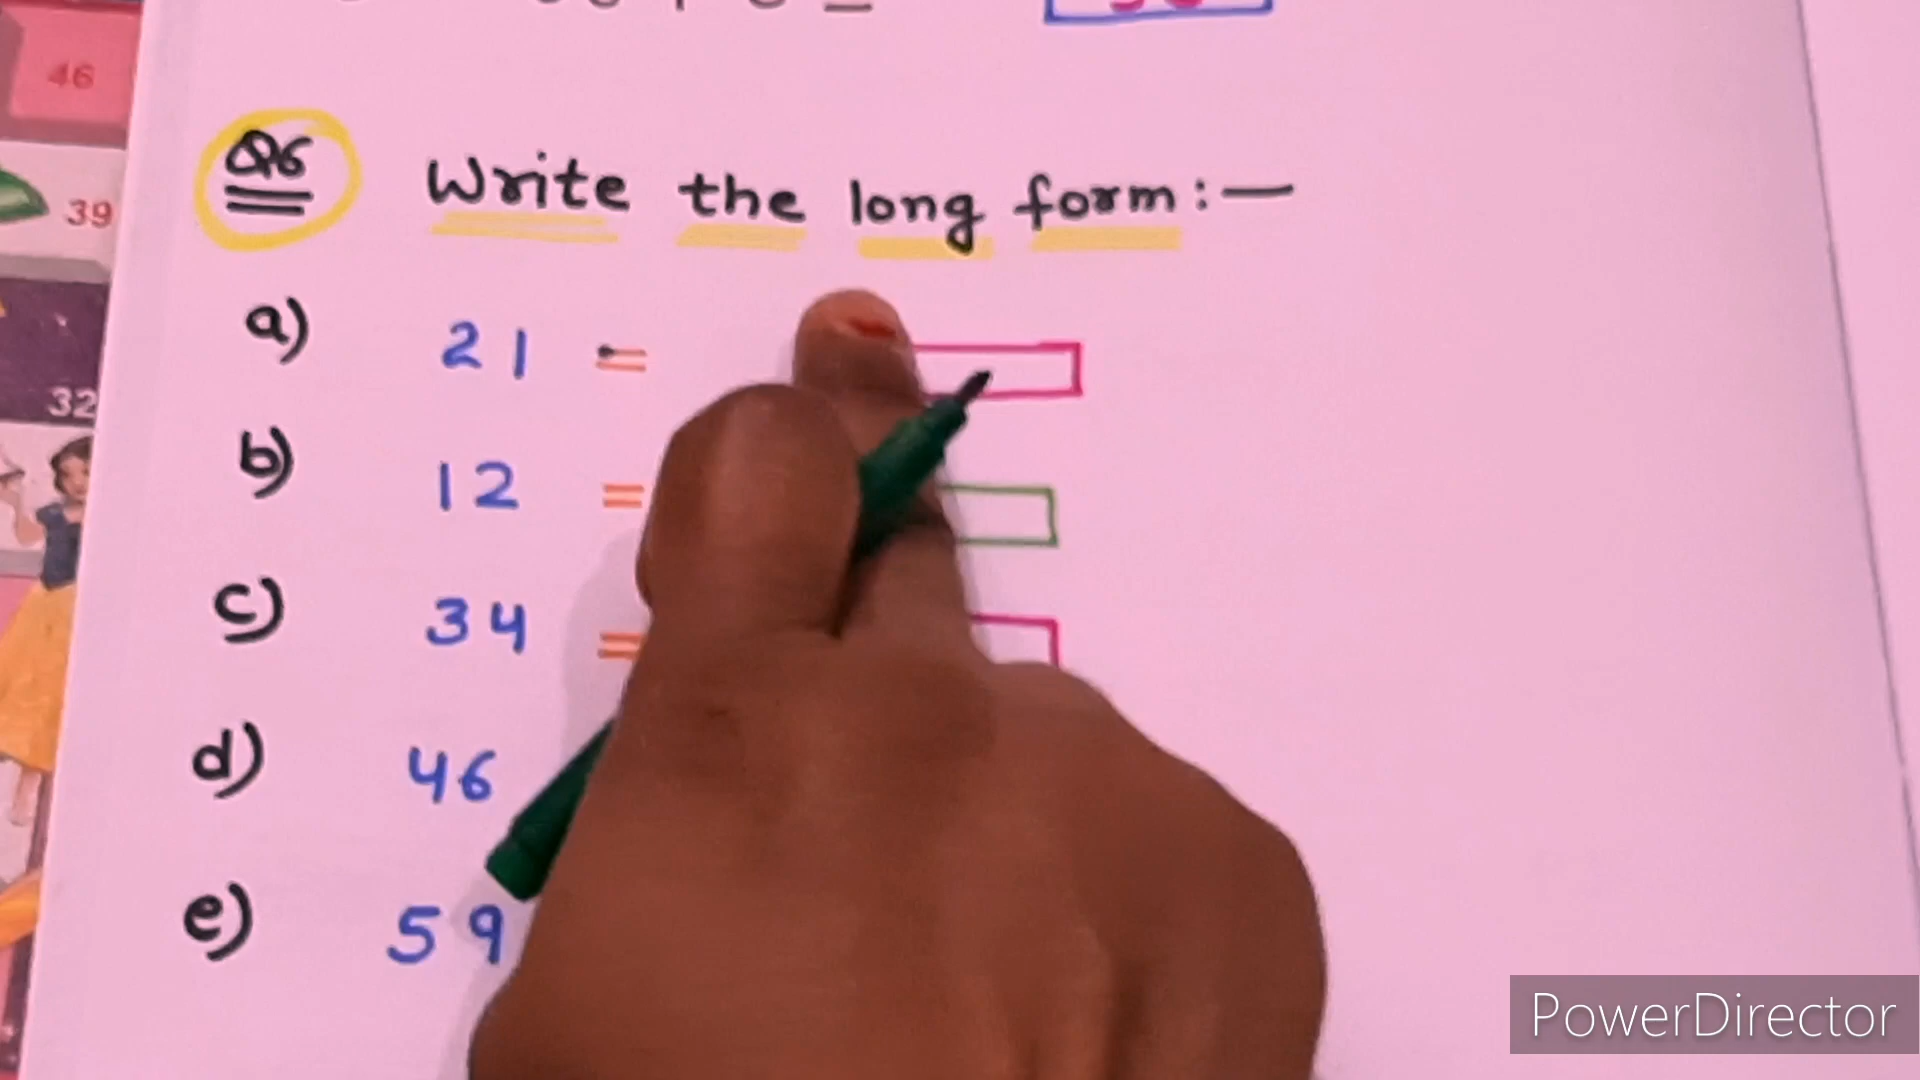 46
39
32
Q6 Write the long form:—
a) 21 =
b) 12 =
c) 34 =
d) 46
e) 59
PowerDirector